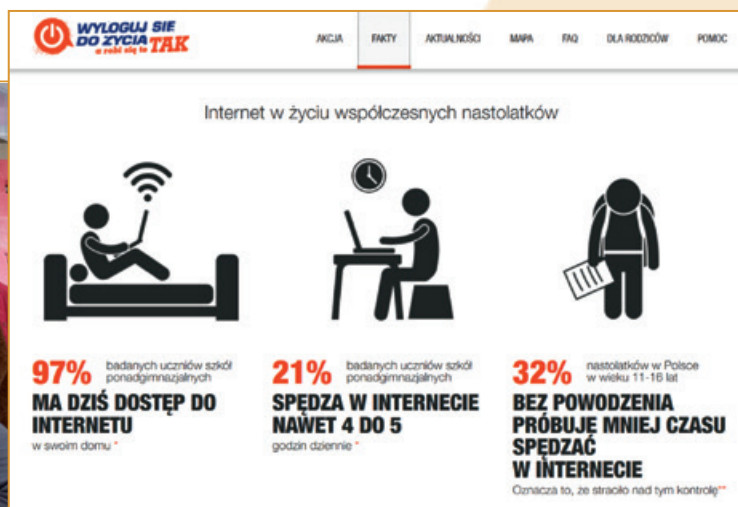 WYLOGUJ SIĘ
DO ŻYCIA
a robi się to TAK
AKCJA FAKTY AKTUALNOŚCI MAPA FAQ DLA RODZICÓW POMOC
Internet w życiu współczesnych nastolatków
97% badanych uczniów szkół
ponadgimnazjalnych
MA DZIŚ DOSTĘP DO
INTERNETU
w swoim domu *
21% badanych uczniów szkół
ponadgimnazjalnych
SPĘDZA W INTERNECIE
NAWET 4 DO 5
godzin dziennie *
32% nastolatków w Polsce
w wieku 11-16 lat
BEZ POWODZENIA
PRÓBUJE MNIEJ CZASU
SPĘDZAĆ
W INTERNECIE
Oznacza to, że straciło nad tym kontrolę**